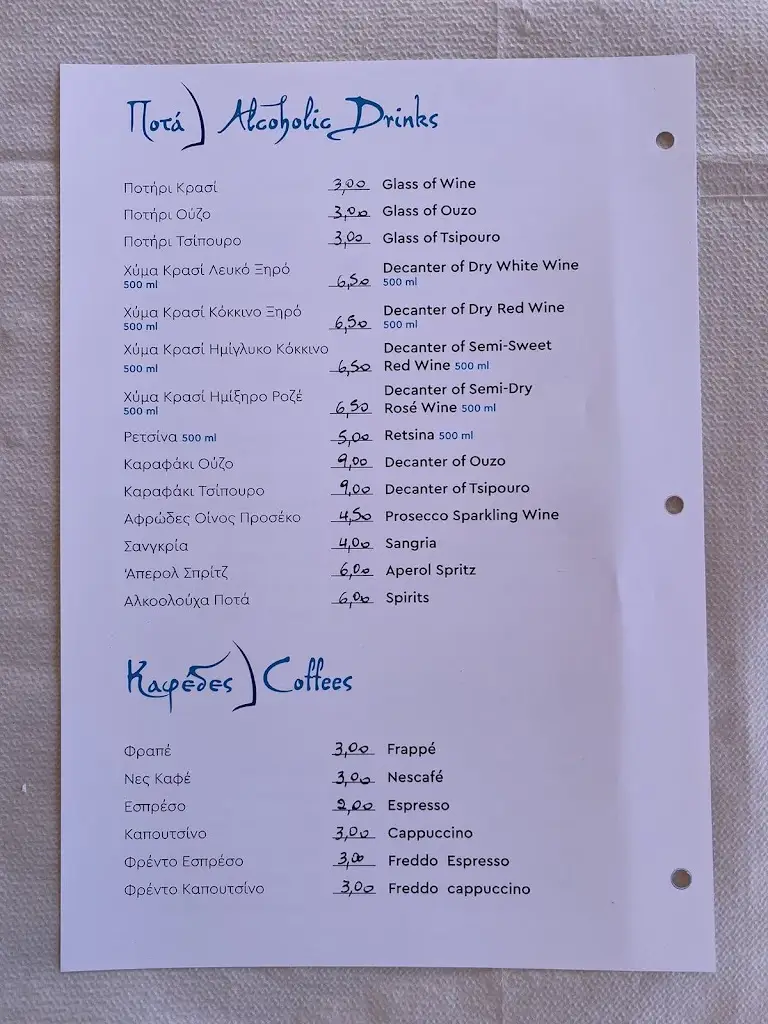 Ποτά Alcoholic Drinks
Ποτήρι Κρασί 3,00 Glass of Wine
Ποτήρι Ούζο 3,00 Glass of Ouzo
Ποτήρι Τσίπουρο 3,00 Glass of Tsipouro
Χύμα Κρασί Λευκό Ξηρό Decanter of Dry White Wine
500 ml 6,50 500 ml
Χύμα Κρασί Κόκκινο Ξηρό Decanter of Dry Red Wine
500 ml 6,50 500 ml
Χύμα Κρασί Ημίγλυκο Κόκκινο Decanter of Semi-Sweet
500 ml 6,50 Red Wine 500 ml
Χύμα Κρασί Ημίξηρο Ροζέ Decanter of Semi-Dry
500 ml 6,50 Rosé Wine 500 ml
Ρετσίνα 500 ml 5,00 Retsina 500 ml
Καραφάκι Ούζο 9,00 Decanter of Ouzo
Καραφάκι Τσίπουρο 9,00 Decanter of Tsipouro
Αφρώδες Οίνος Προσέκο 4,50 Prosecco Sparkling Wine
Σανγκρία 4,00 Sangria
'Απερολ Σπρίτζ 6,00 Aperol Spritz
Αλκοολούχα Ποτά 6,00 Spirits
Καφέδες Coffees
Φραπέ 3,00 Frappé
Νες Καφέ 3,00 Nescafé
Εσπρέσο 2,00 Espresso
Καπουτσίνο 3,00 Cappuccino
Φρέντο Εσπρέσο 3,00 Freddo Espresso
Φρέντο Καπουτσίνο 3,00 Freddo cappuccino